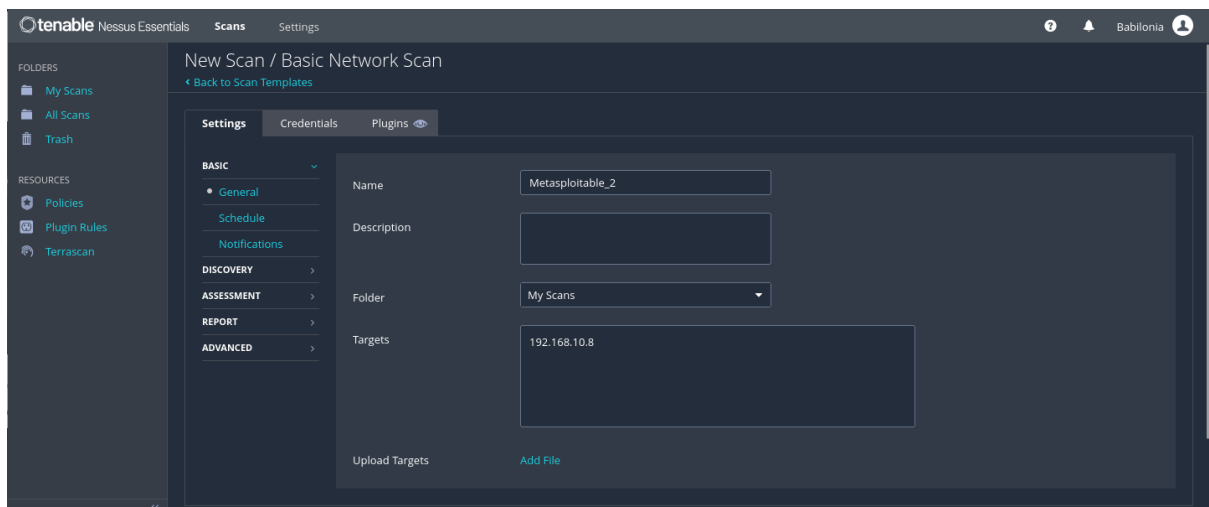 tenable Nessus Essentials Scans Settings ? Babilonia
FOLDERS
My Scans
All Scans
Trash
RESOURCES
Policies
Plugin Rules
Terrascan
New Scan / Basic Network Scan
‹ Back to Scan Templates
Settings Credentials Plugins
BASIC
General
Schedule
Notifications
DISCOVERY
ASSESSMENT
REPORT
ADVANCED
Name Metasploitable_2
Description
Folder My Scans
Targets 192.168.10.8
Upload Targets Add File